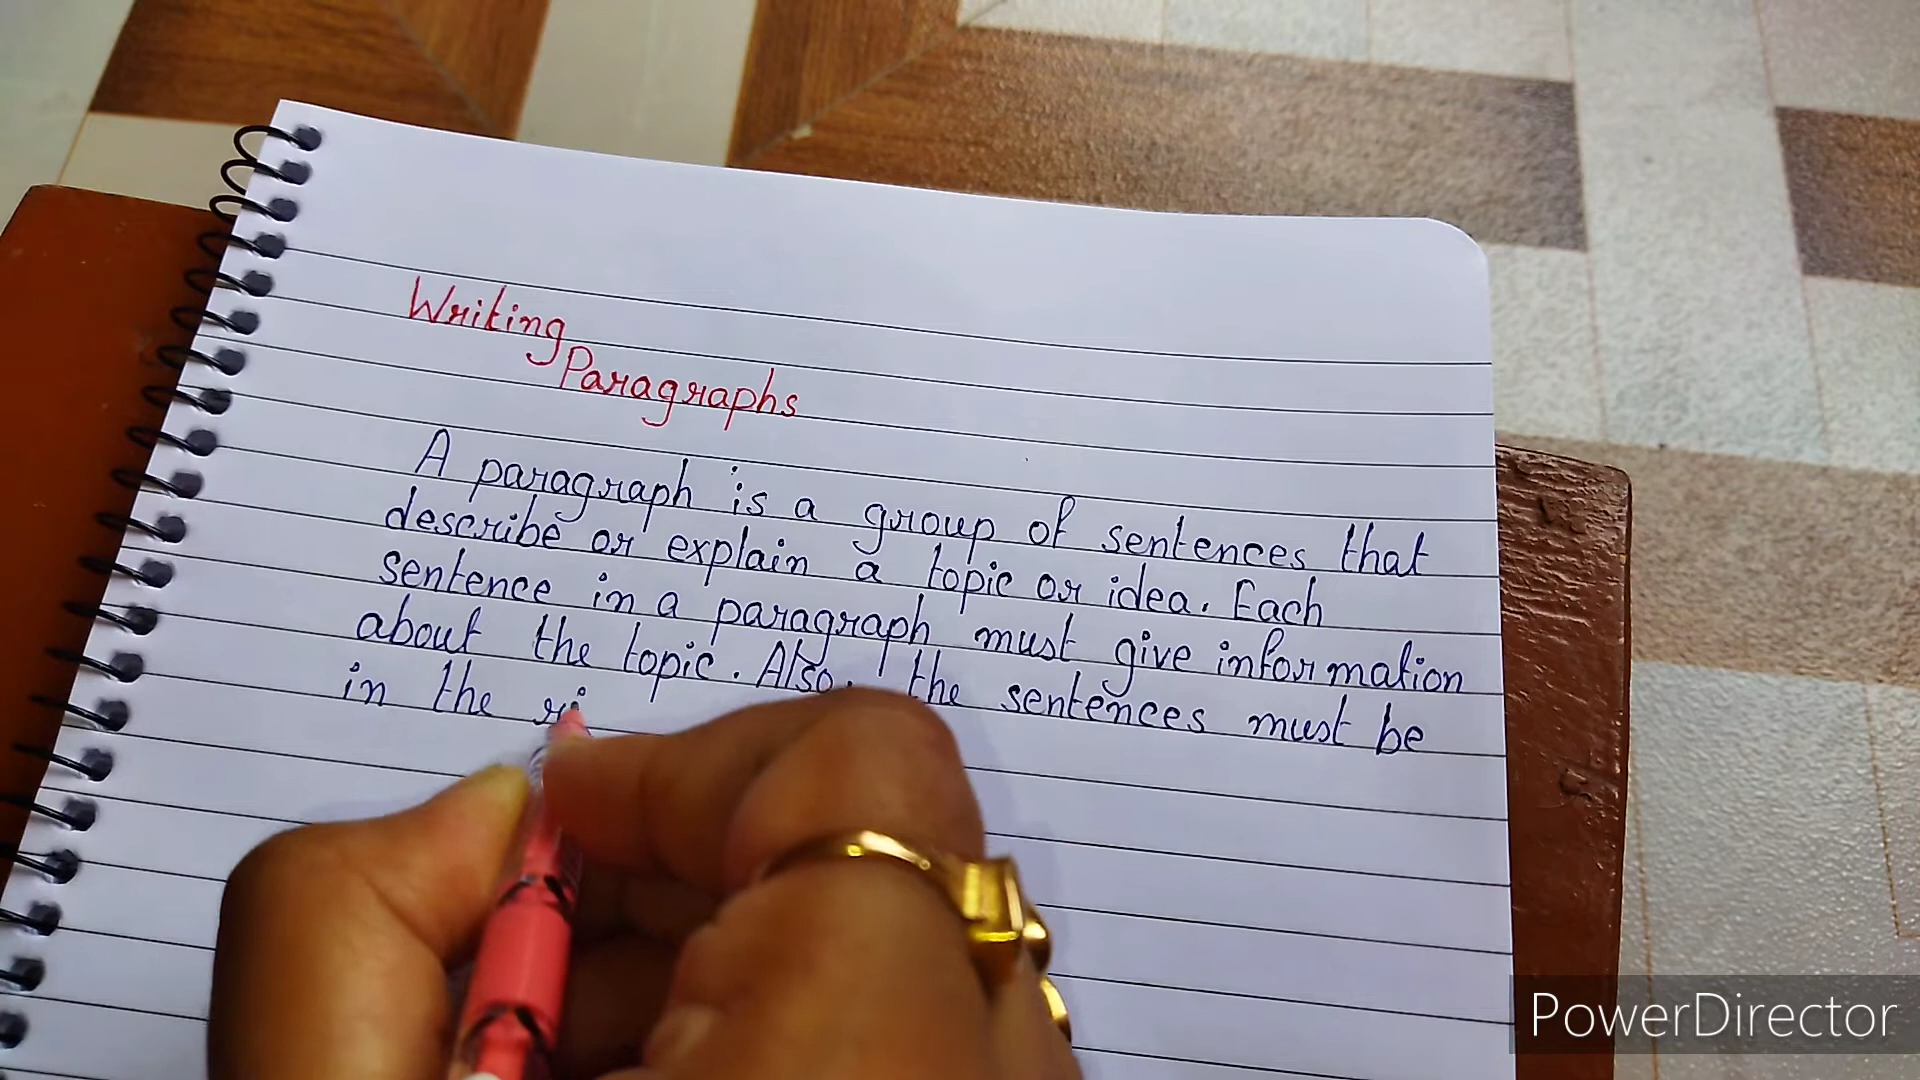 Writing
Paragraphs
A paragraph is a group of sentences that
describe or explain a topic or idea. Each
sentence in a paragraph must give information
about the topic. Also, the sentences must be
in the ri
PowerDirector